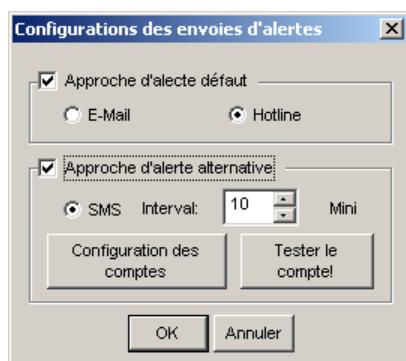 Configurations des envoies d'alertes
Approche d'alecte défaut
E-Mail
Hotline
Approche d'alerte alternative
SMS Interval: 10 Mini
Configuration des
comptes
Tester le
compte!
OK
Annuler